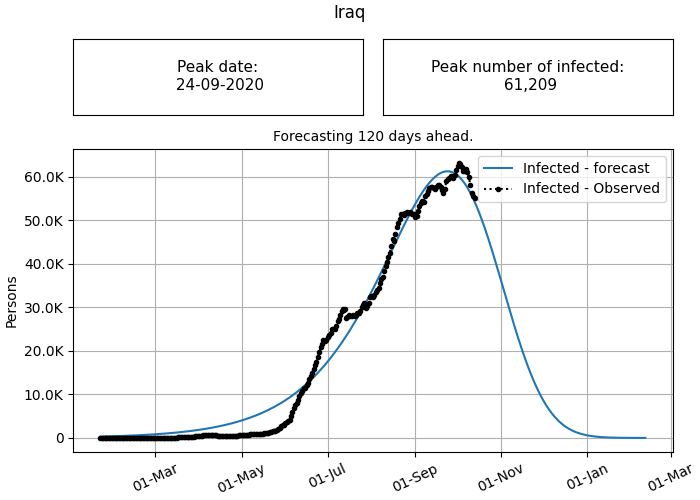 Iraq
Peak date:
24-09-2020
Peak number of infected:
61,209
Forecasting 120 days ahead.
Infected - forecast
Infected - Observed
Persons
60.0K
50.0K
40.0K
30.0K
20.0K
10.0K
0
01-Mar
01-May
01-Jul
01-Sep
01-Nov
01-Jan
01-Mar